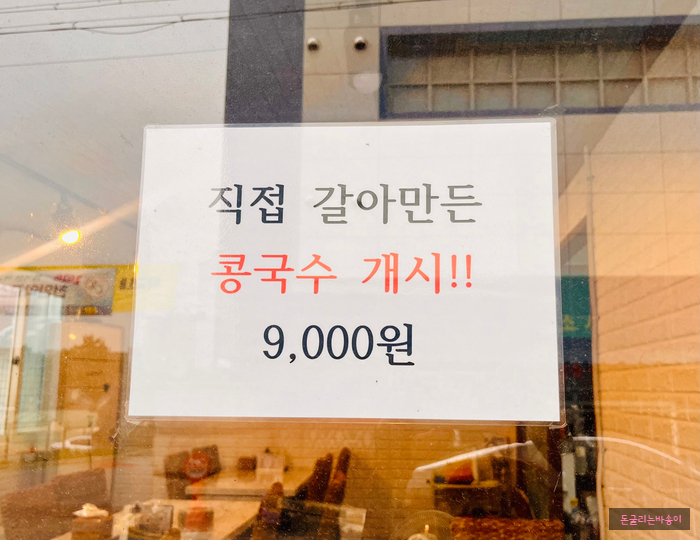 직접 갈아만든
콩국수 개시!!
9,000원
돈굴리는바송이